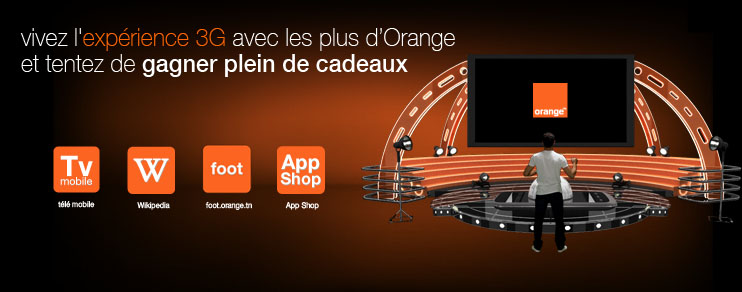 vivez l'expérience 3G avec les plus d'Orange
et tentez de gagner plein de cadeaux
orange™
Tv
mobile
W
foot
App
Shop
télé mobile
Wikipedia
foot.orange.tn
App Shop